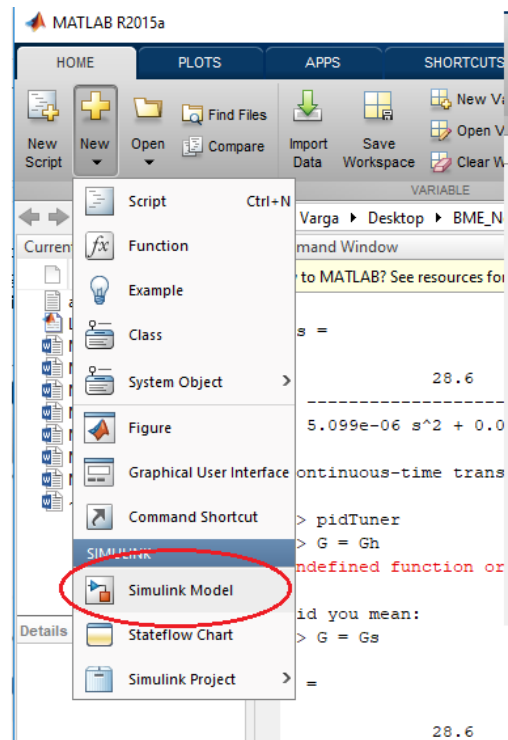 MATLAB R2015a
HOME PLOTS APPS SHORTCUTS
New Script
New
Open
Find Files
Compare
Import Data
Save Workspace
New Va
Open V
Clear W
VARIABLE
Varga Desktop BME_N
Curren
mand Window
to MATLAB? See resources for
Script Ctrl+N
Function
Example
Class
System Object
Figure
Graphical User Interface
Command Shortcut
SIMULINK
Simulink Model
Stateflow Chart
Simulink Project
Details
s =
28.6
--------------------
5.099e-06 s^2 + 0.0
ontinuous-time trans
> pidTuner
> G = Gh
ndefined function or
id you mean:
> G = Gs
=
28.6